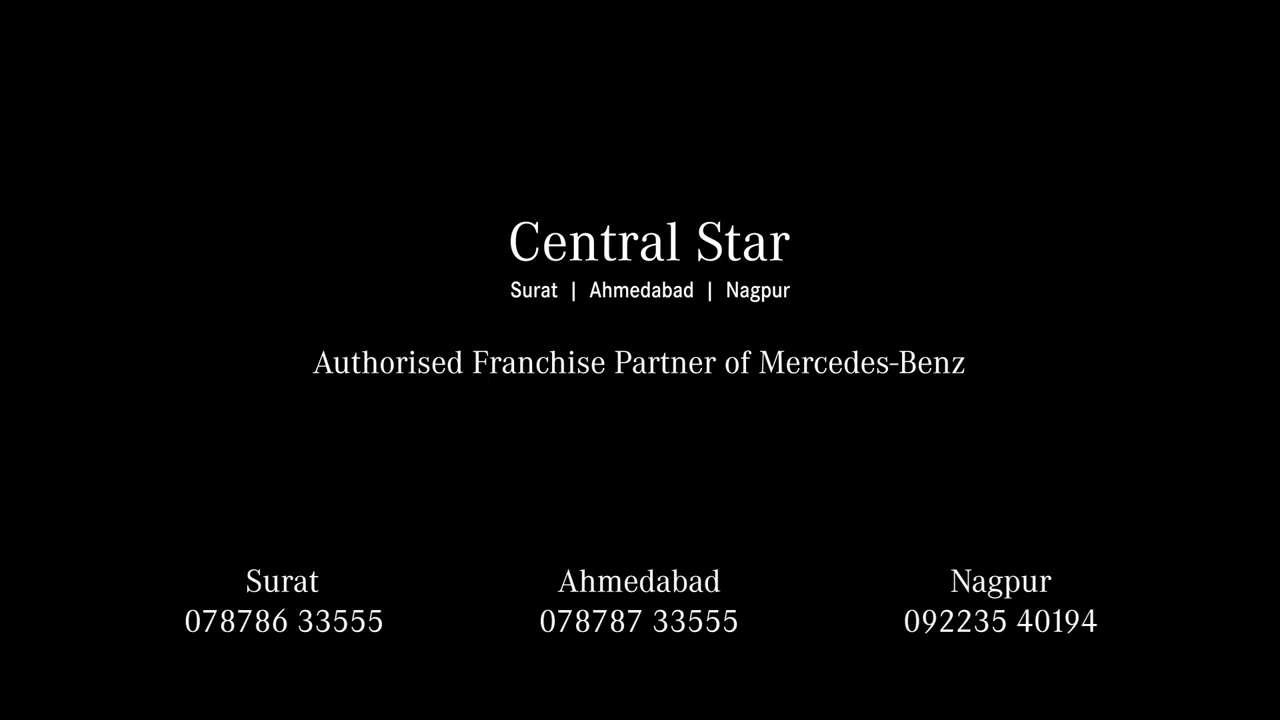 Central Star
Surat | Ahmedabad | Nagpur
Authorised Franchise Partner of Mercedes-Benz
Surat Ahmedabad Nagpur
078786 33555 078787 33555 092235 40194